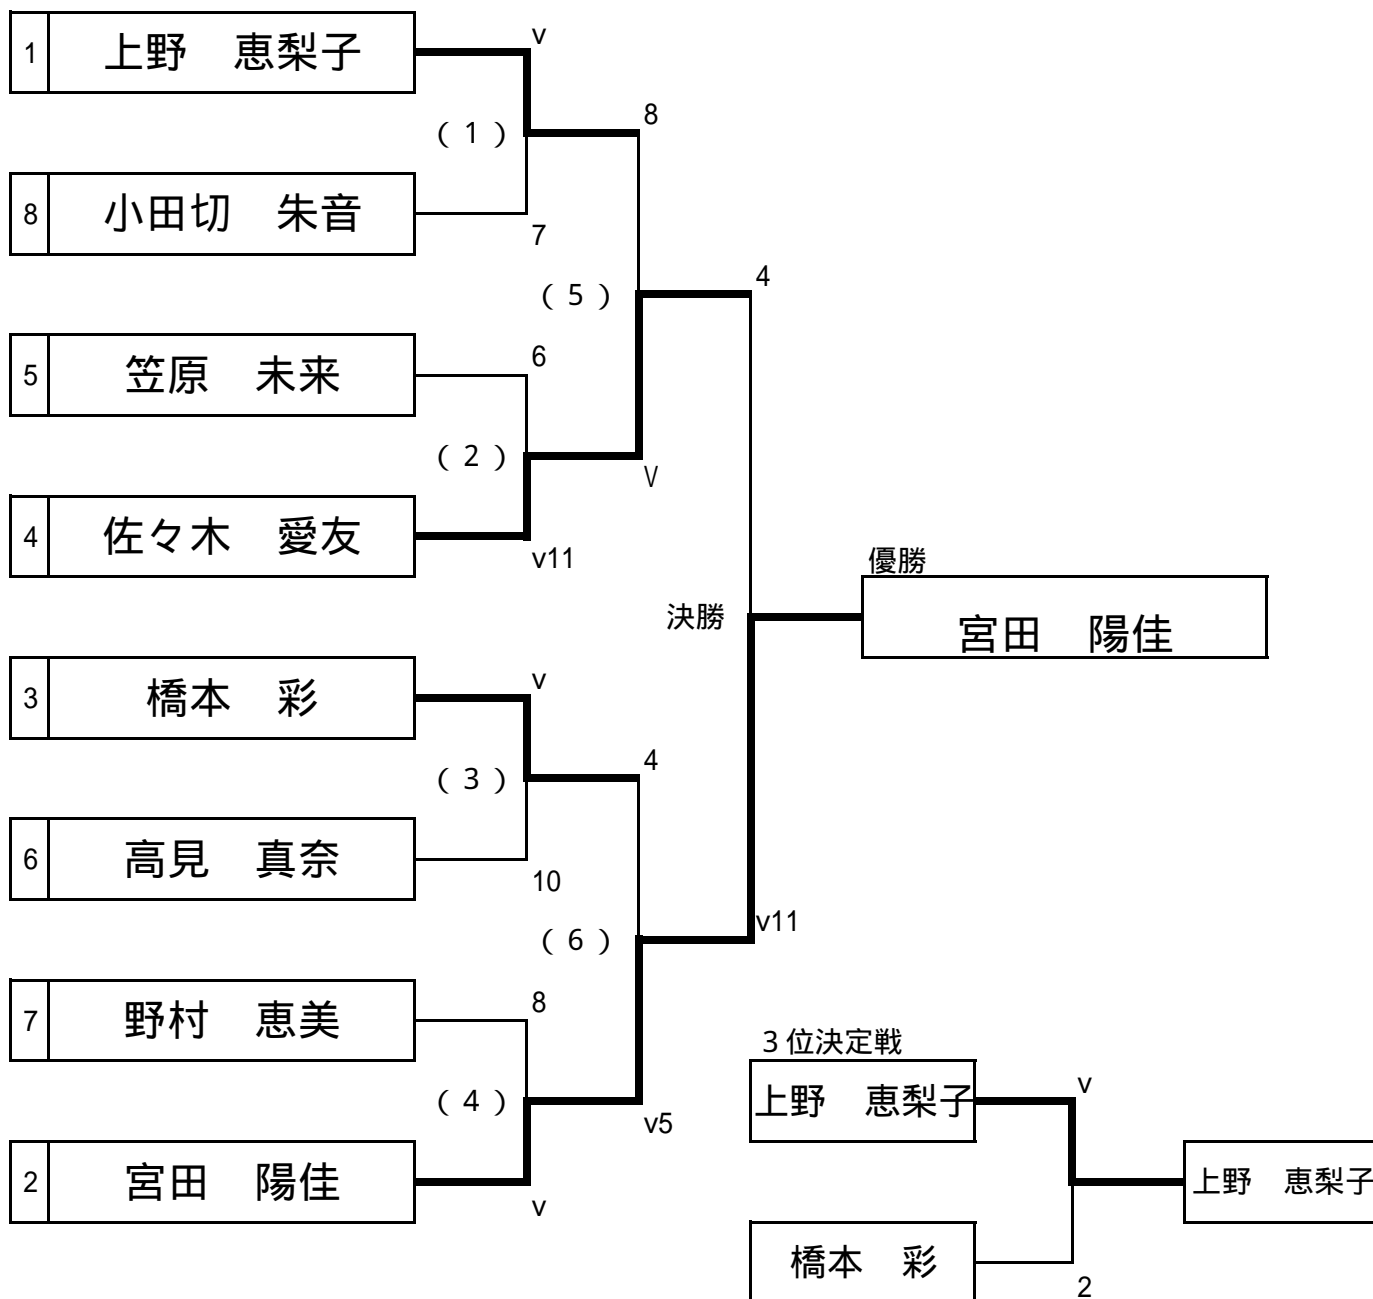 1 上野 恵梨子
v
8
(1)
8 小田切 朱音
7
4
(5)
6
5 笠原 未来
(2)
V
4 佐々木 愛友
v11
優勝
決勝
宮田 陽佳
v
3 橋本 彩
4
(3)
6 高見 真奈
10
v11
(6)
8
7 野村 恵美
3位決定戦
v
(4)
上野 恵梨子
v5
2 宮田 陽佳
上野 恵梨子
v
橋本 彩
2